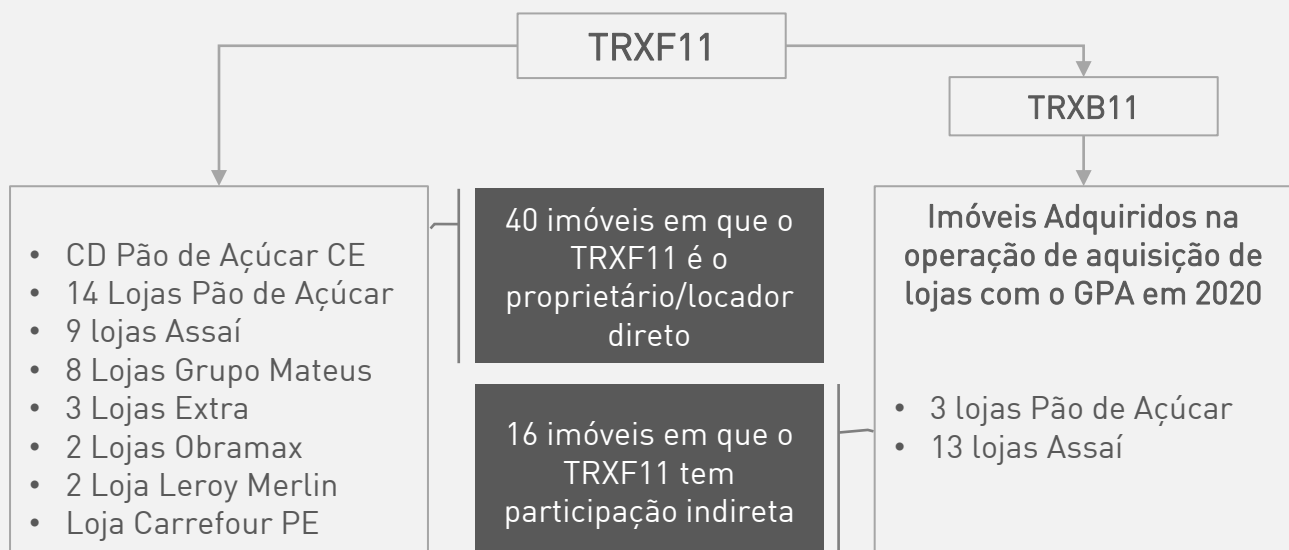 TRXF11
TRXB11
• CD Pão de Açúcar CE
• 14 Lojas Pão de Açúcar
• 9 lojas Assaí
• 8 Lojas Grupo Mateus
• 3 Lojas Extra
• 2 Lojas Obramax
• 2 Loja Leroy Merlin
• Loja Carrefour PE
40 imóveis em que o
TRXF11 é o
proprietário/locador
direto
16 imóveis em que o
TRXF11 tem
participação indireta
Imóveis Adquiridos na
operação de aquisição de
lojas com o GPA em 2020
• 3 lojas Pão de Açúcar
• 13 lojas Assaí